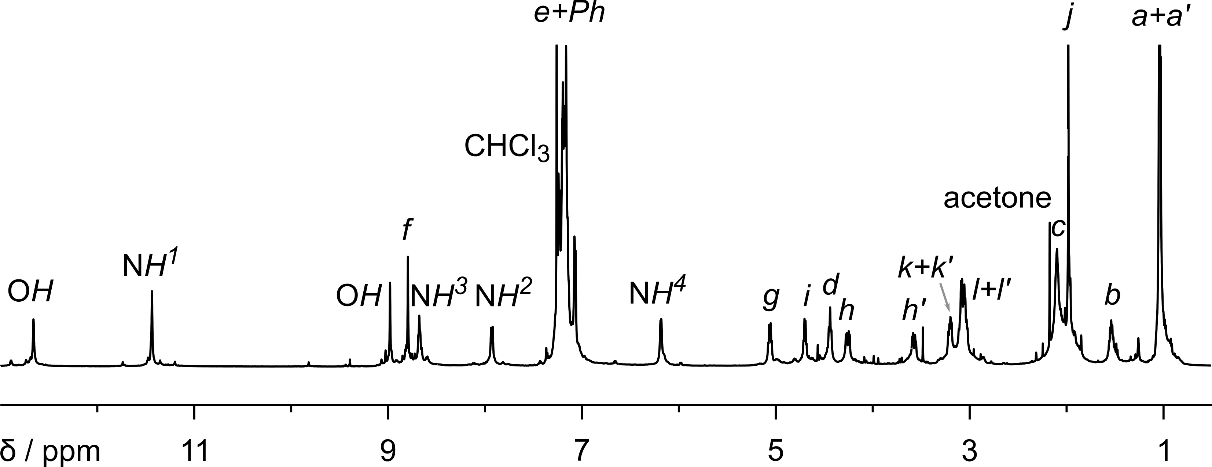 e+Ph
j
a+a'
CHCl₃
acetone
f
c
NH¹
k+k'
OH
OH
NH³
NH²
NH⁴
g
i
d
h
h'
l+l'
b
δ / ppm
11
9
7
5
3
1